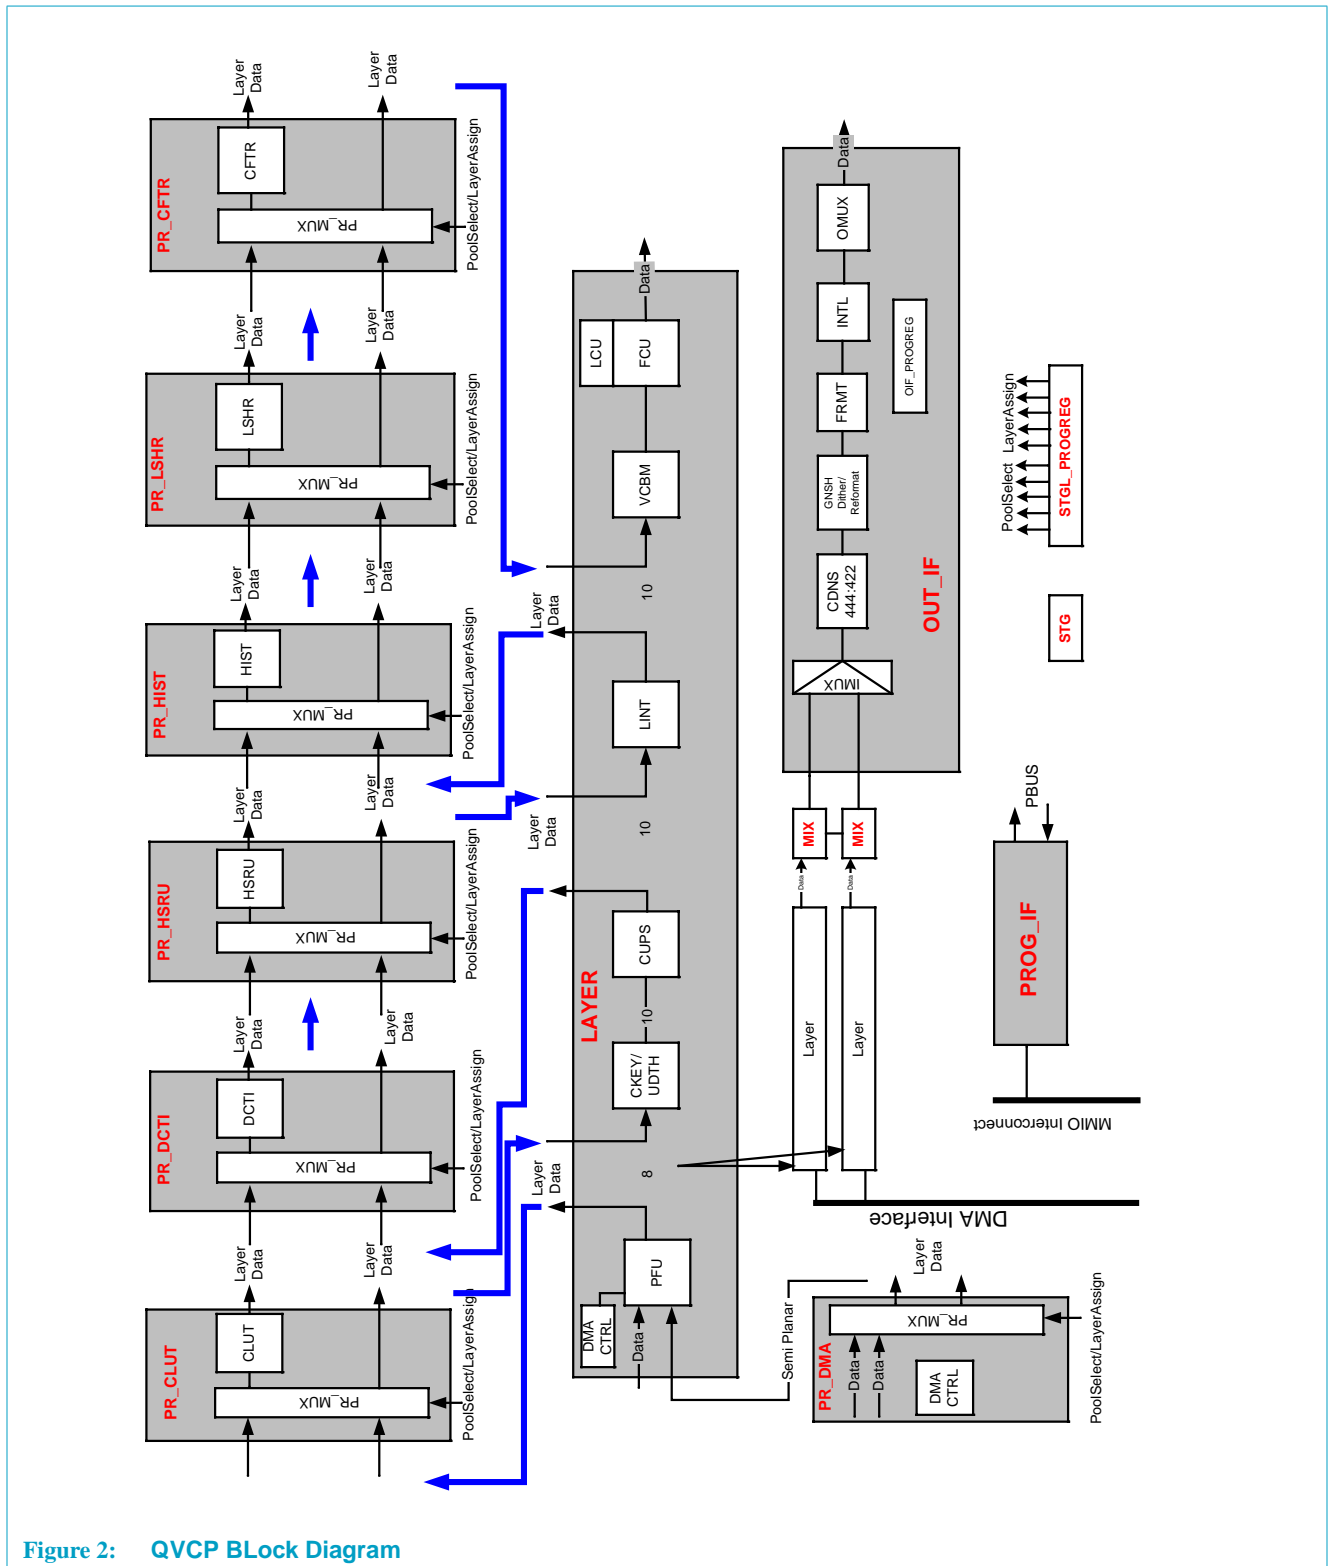 PR_CLUT
CLUT
PR_MUX
PoolSelect/LayerAssign
Layer
Data
Layer
Data
PR_DCTI
DCTI
PR_MUX
PoolSelect/LayerAssign
Layer
Data
Layer
Data
PR_HSRU
HSRU
PR_MUX
PoolSelect/LayerAssign
Layer
Data
Layer
Data
PR_HIST
HIST
PR_MUX
PoolSelect/LayerAssign
Layer
Data
Layer
Data
PR_LSHR
LSHR
PR_MUX
PoolSelect/LayerAssign
Layer
Data
Layer
Data
PR_CFTR
CFTR
PR_MUX
PoolSelect/LayerAssign
Layer
Data
Layer
Data
LAYER
DMA
CTRL
Data
PFU
Layer
Data
8
CKEY/
UDTH
10
CUPS
Layer
Data
10
LINT
Layer
Data
10
VCBM
LCU
FCU
Data
Semi Planar
PR_DMA
Data
Data
DMA
CTRL
PR_MUX
Layer
Data
PoolSelect/LayerAssign
DMA Interface
Layer
Layer
Data
Data
MIX
MIX
OUT_IF
IMUX
CDNS
444:422
GNSH
Dither/
Reformat
FRMT
INTL
OMUX
Data
OIF_PROGREG
MMIO Interconnect
PROG_IF
PBUS
STG
STGL_PROGREG
PoolSelect
LayerAssign
Figure 2: QVCP BLock Diagram